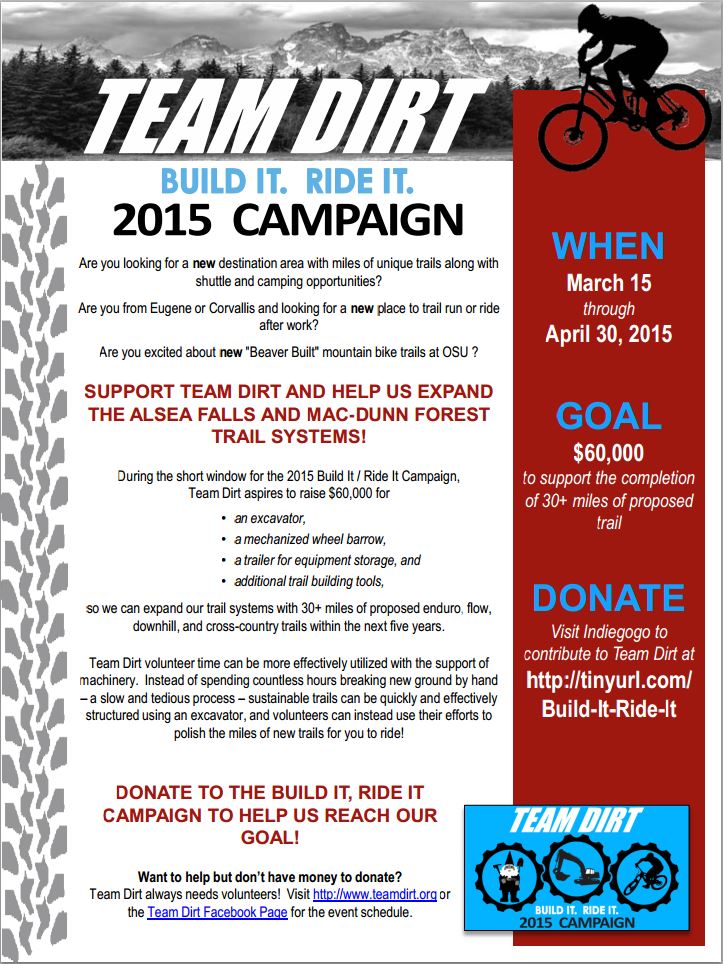 TEAM DIRT
BUILD IT.  RIDE IT.
2015  CAMPAIGN
Are you looking for a new destination area with miles of unique trails along with
shuttle and camping opportunities?
Are you from Eugene or Corvallis and looking for a new place to trail run or ride
after work?
Are you excited about new "Beaver Built" mountain bike trails at OSU ?
SUPPORT TEAM DIRT AND HELP US EXPAND
THE ALSEA FALLS AND MAC-DUNN FOREST
TRAIL SYSTEMS!
During the short window for the 2015 Build It / Ride It Campaign,
Team Dirt aspires to raise $60,000 for
• an excavator,
• a mechanized wheel barrow,
• a trailer for equipment storage, and
• additional trail building tools,
so we can expand our trail systems with 30+ miles of proposed enduro, flow,
downhill, and cross-country trails within the next five years.
Team Dirt volunteer time can be more effectively utilized with the support of
machinery.  Instead of spending countless hours breaking new ground by hand
– a slow and tedious process – sustainable trails can be quickly and effectively
structured using an excavator, and volunteers can instead use their efforts to
polish the miles of new trails for you to ride!
DONATE TO THE BUILD IT, RIDE IT
CAMPAIGN TO HELP US REACH OUR
GOAL!
Want to help but don't have money to donate?
Team Dirt always needs volunteers!  Visit http://www.teamdirt.org or
the Team Dirt Facebook Page for the event schedule.
WHEN
March 15
through
April 30, 2015
GOAL
$60,000
to support the completion
of 30+ miles of proposed
trail
DONATE
Visit Indiegogo to
contribute to Team Dirt at
http://tinyurl.com/
Build-It-Ride-It
TEAM DIRT
BUILD IT.  RIDE IT.
2015  CAMPAIGN